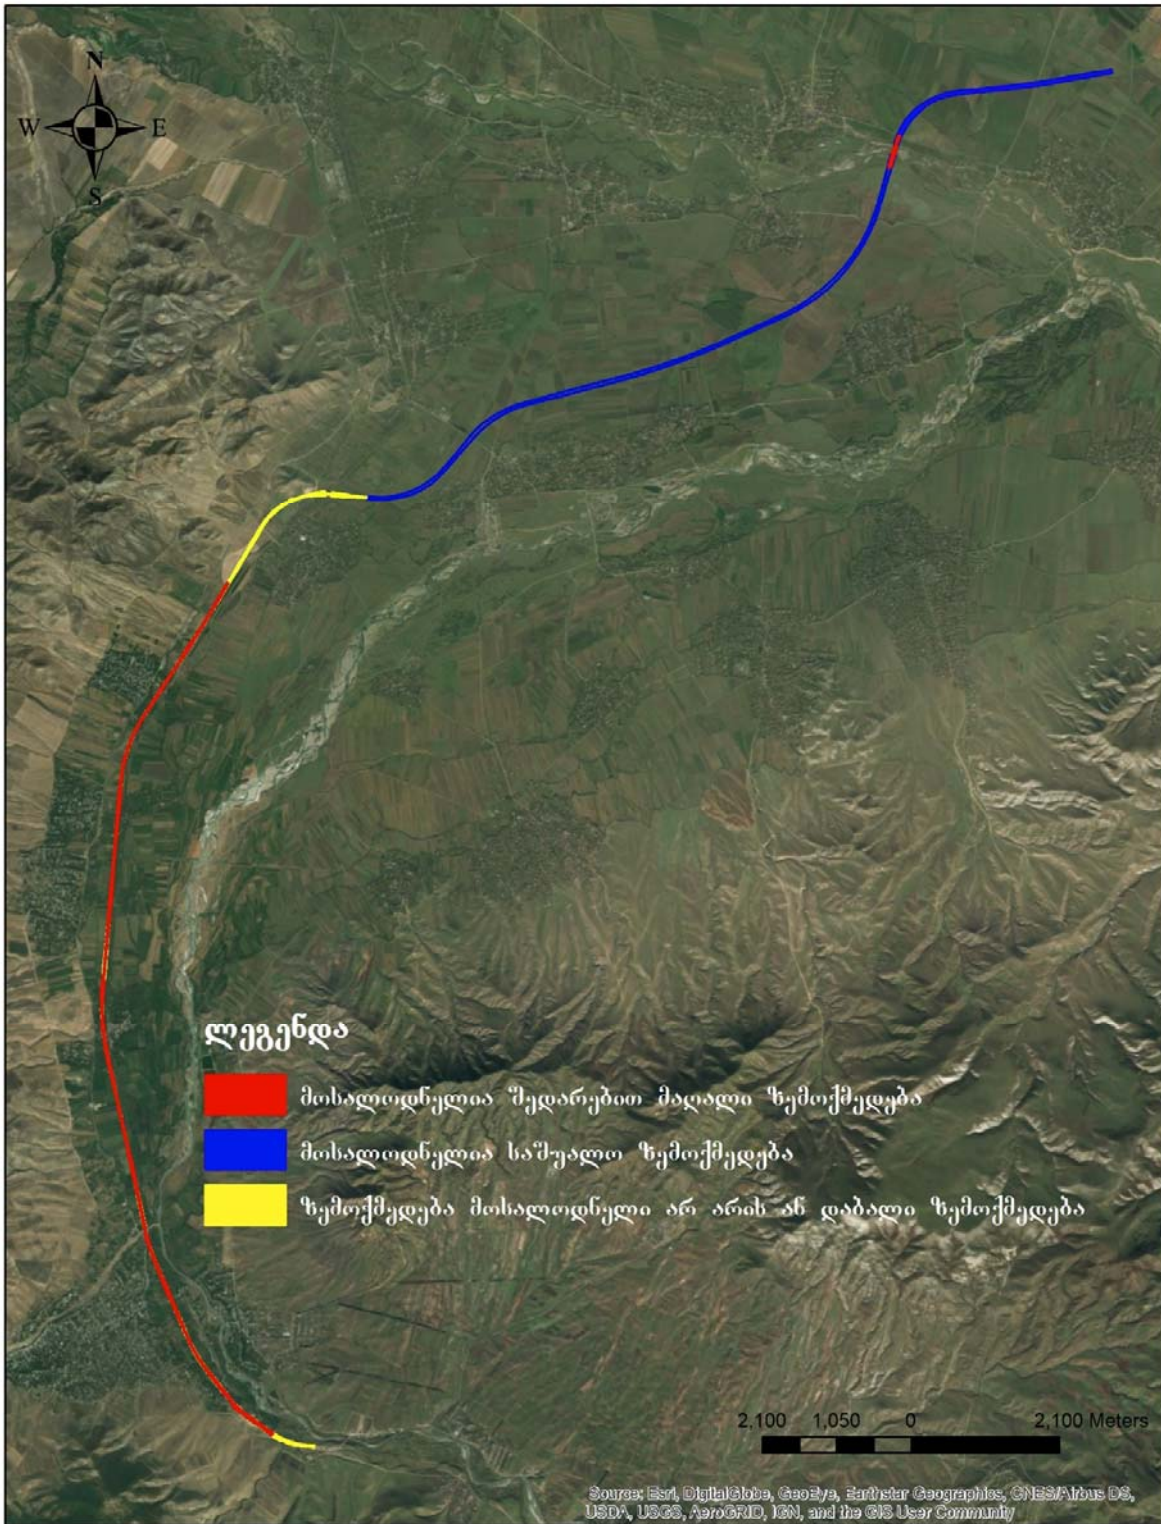 N
W E
S
ლეგენდა
მოსალოდნელია შედარებით მაღალი ზემოქმედება
მოსალოდნელია საშუალო ზემოქმედება
ზემოქმედება მოსალოდნელი არ არის ან დაბალი ზემოქმედება
2,100 1,050 0 2,100 Meters
Source: Esri, DigitalGlobe, GeoEye, Earthstar Geographics, CNES/Airbus DS,
USDA, USGS, AeroGRID, IGN, and the GIS User Community